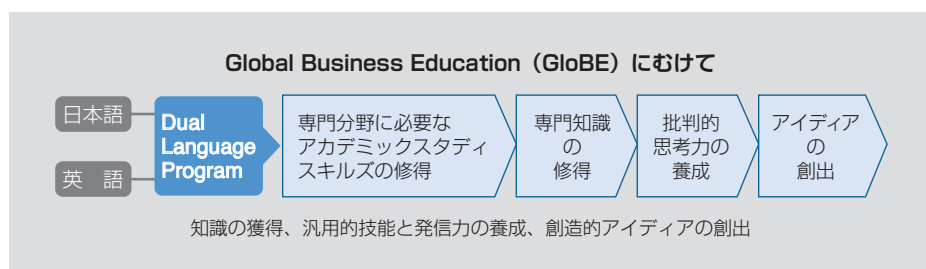 Global Business Education（GloBE）にむけて
日本語
英　語
Dual
Language
Program
専門分野に必要な
アカデミックスタディ
スキルズの修得
専門知識
の
修得
批判的
思考力の
養成
アイディア
の
創出
知識の獲得、汎用的技能と発信力の養成、創造的アイディアの創出